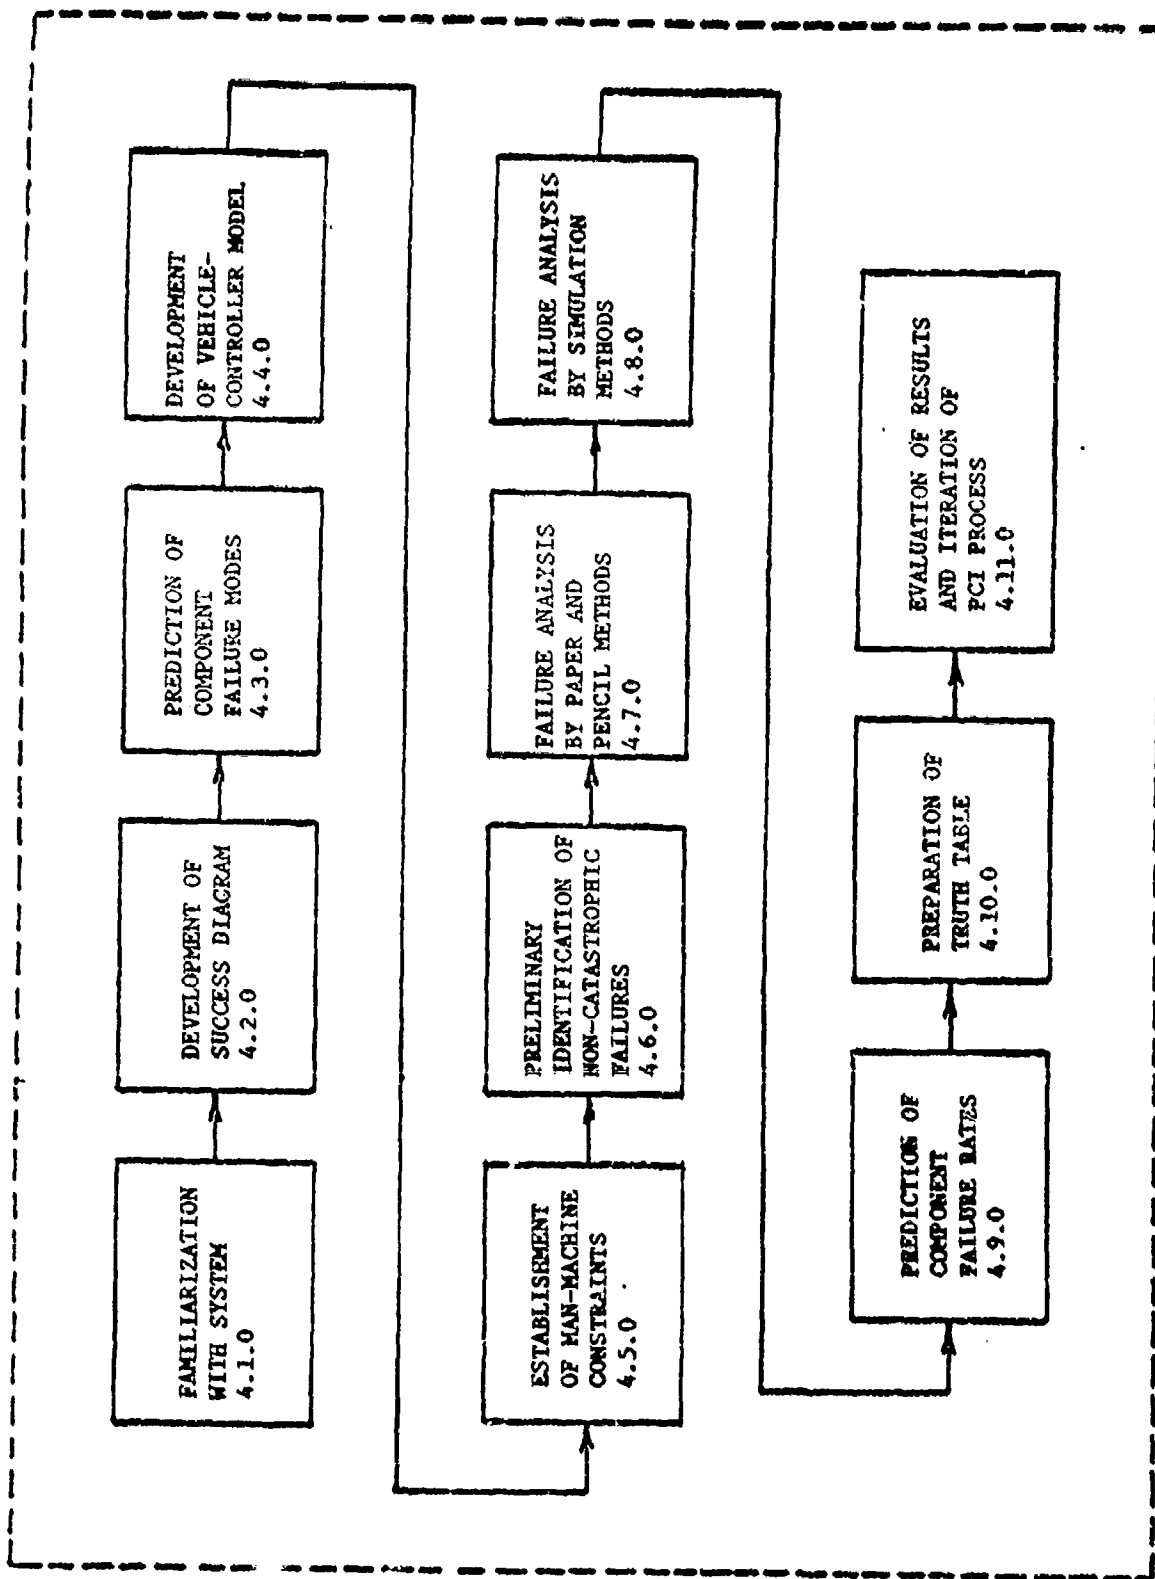 FAMILIARIZATION
WITH SYSTEM
4.1.0
DEVELOPMENT OF
SUCCESS DIAGRAM
4.2.0
PREDICTION OF
COMPONENT
FAILURE MODES
4.3.0
DEVELOPMENT
OF VEHICLE-
CONTROLLER MODEL
4.4.0
ESTABLISHMENT
OF MAN-MACHINE
CONSTRAINTS
4.5.0
PRELIMINARY
IDENTIFICATION OF
NON-CATASTROPHIC
FAILURES
4.6.0
FAILURE ANALYSIS
BY PAPER AND
PENCIL METHODS
4.7.0
FAILURE ANALYSIS
BY SIMULATION
METHODS
4.8.0
PREDICTION OF
COMPONENT
FAILURE RATES
4.9.0
PREPARATION OF
TRUTH TABLE
4.10.0
EVALUATION OF RESULTS
AND ITERATION OF
PCI PROCESS
4.11.0